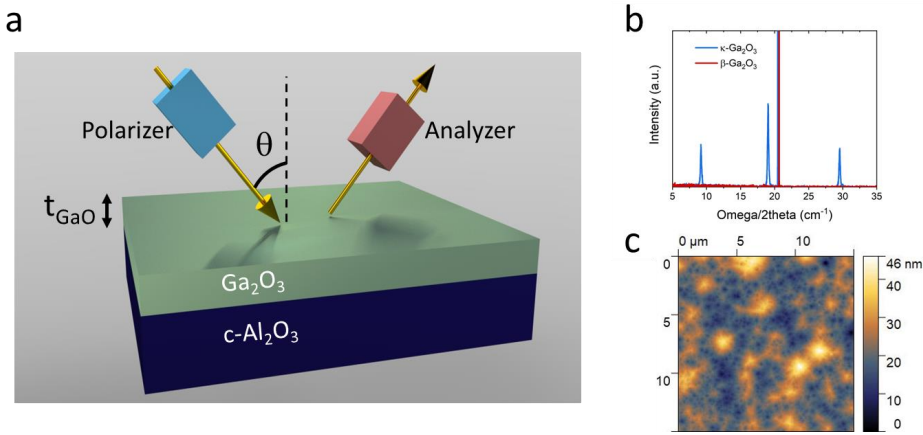 a
Polarizer
θ
Analyzer
tGaO
Ga₂O₃
c-Al₂O₃
b
Intensity (a.u.)
κ-Ga₂O₃
β-Ga₂O₃
5 10 15 20 25 30 35
Omega/2theta (cm⁻¹)
c
0 μm 5 10
0
5
10
46 nm
40
30
20
10
0